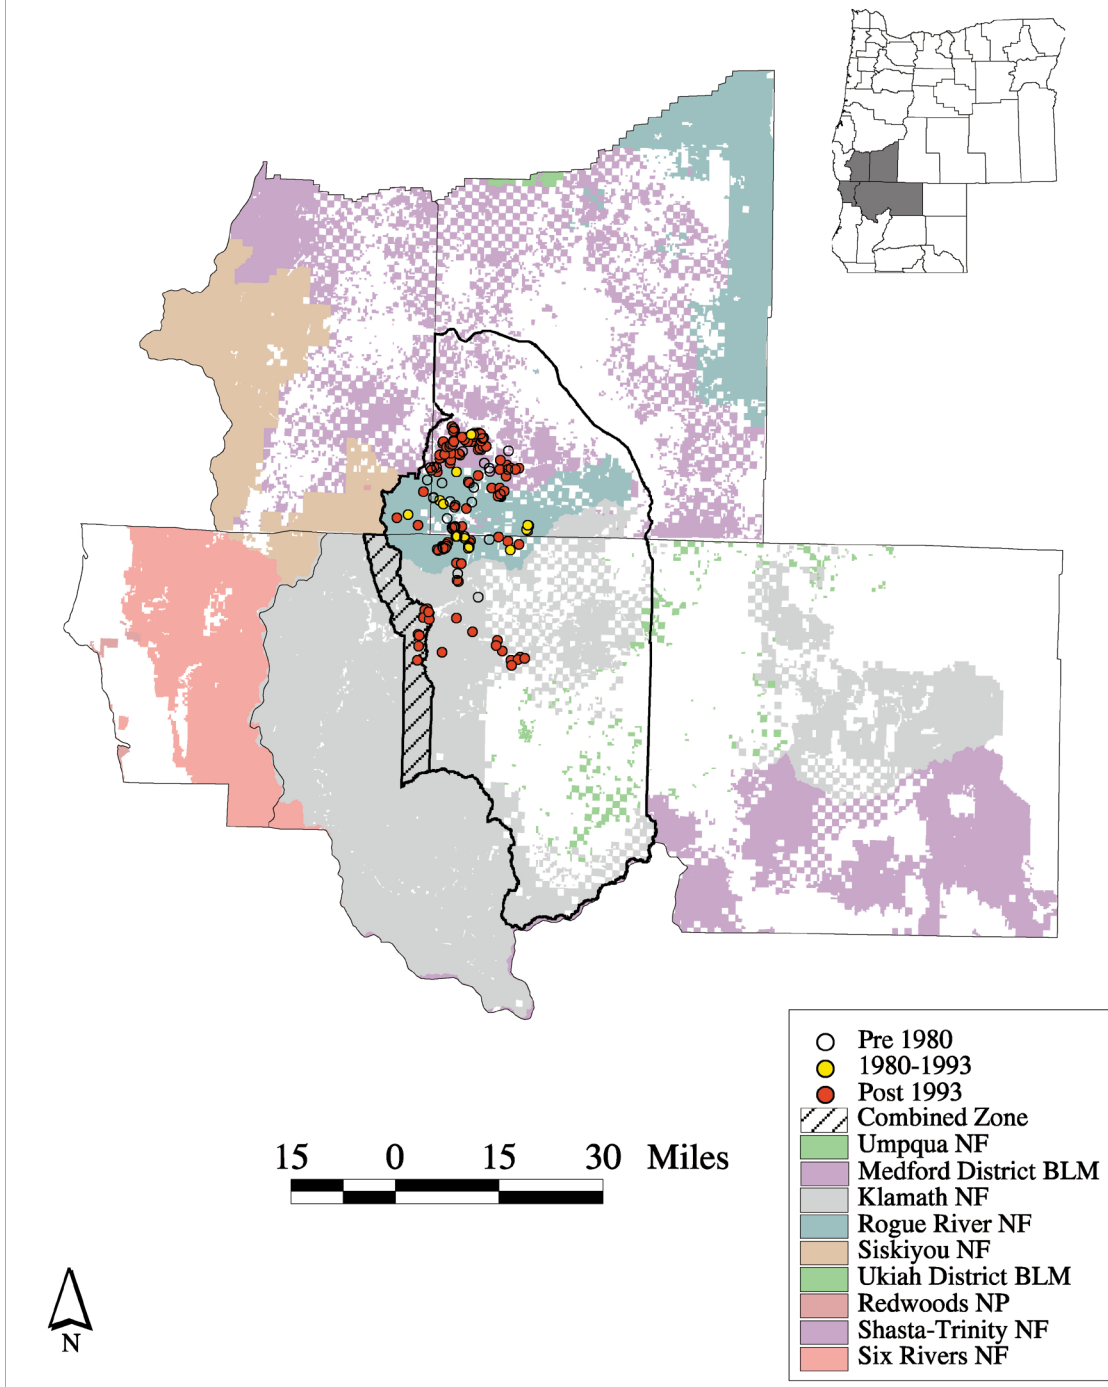 Pre 1980
1980-1993
Post 1993
Combined Zone
Umpqua NF
Medford District BLM
Klamath NF
Rogue River NF
Siskiyou NF
Ukiah District BLM
Redwoods NP
Shasta-Trinity NF
Six Rivers NF
15 0 15 30 Miles
N